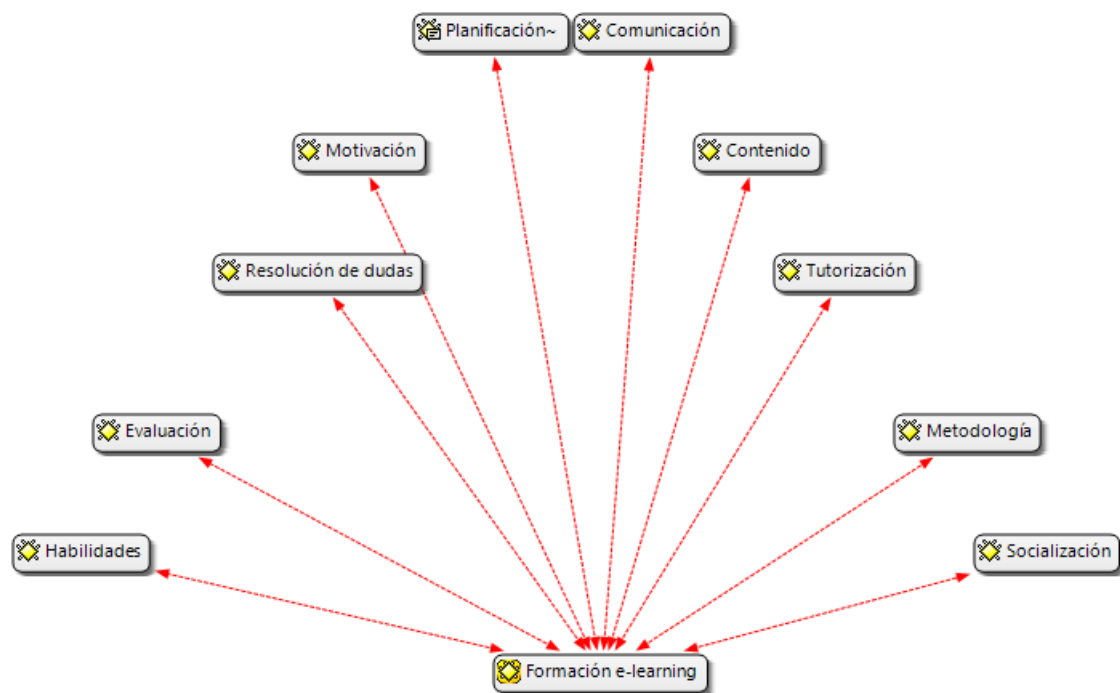 Planificación~
Comunicación
Motivación
Contenido
Resolución de dudas
Tutorización
Evaluación
Metodología
Habilidades
Socialización
Formación e-learning